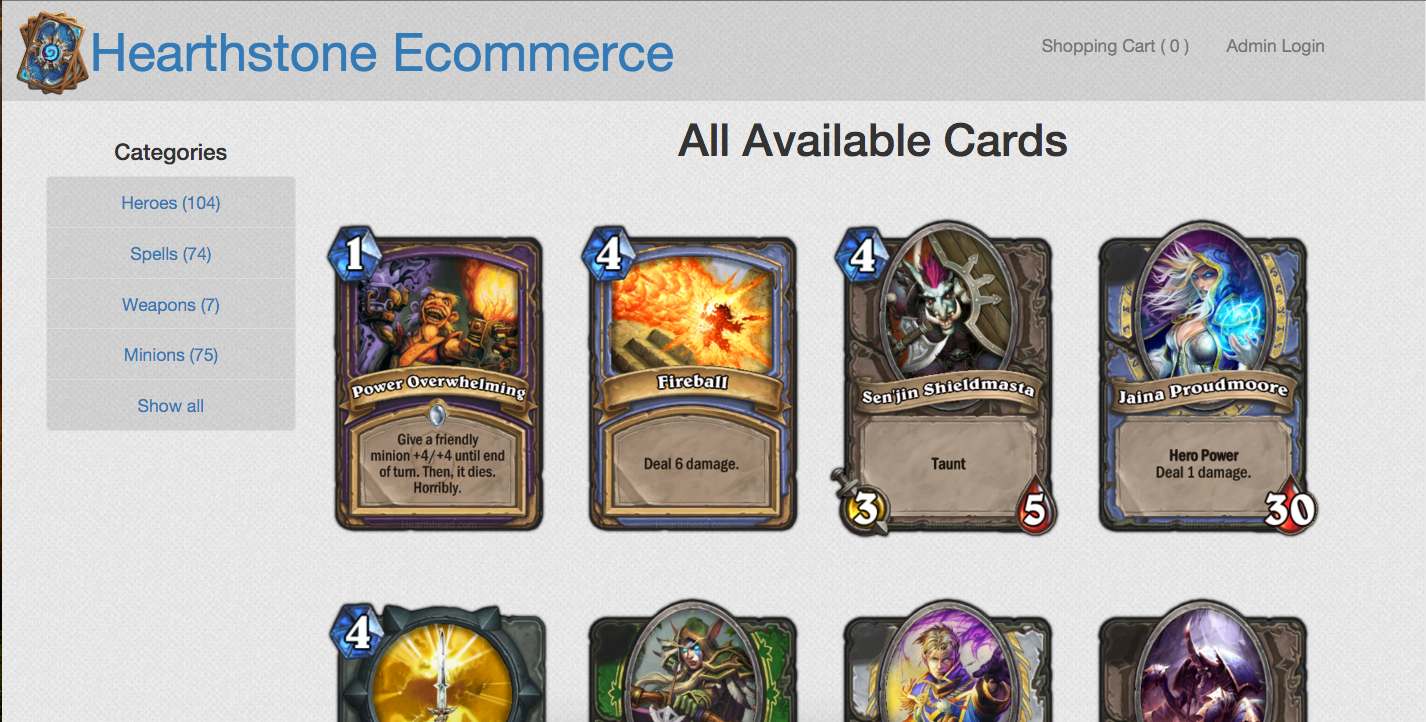 Hearthstone Ecommerce
Shopping Cart ( 0 )
Admin Login
Categories
Heroes (104)
Spells (74)
Weapons (7)
Minions (75)
Show all
All Available Cards
1
Power Overwhelming
Give a friendly
minion +4/+4 until end
of turn. Then, it dies.
Horribly.
4
Fireball
Deal 6 damage.
4
Sen'jin Shieldmasta
Taunt
3
5
Jaina Proudmoore
Hero Power
Deal 1 damage.
30
4